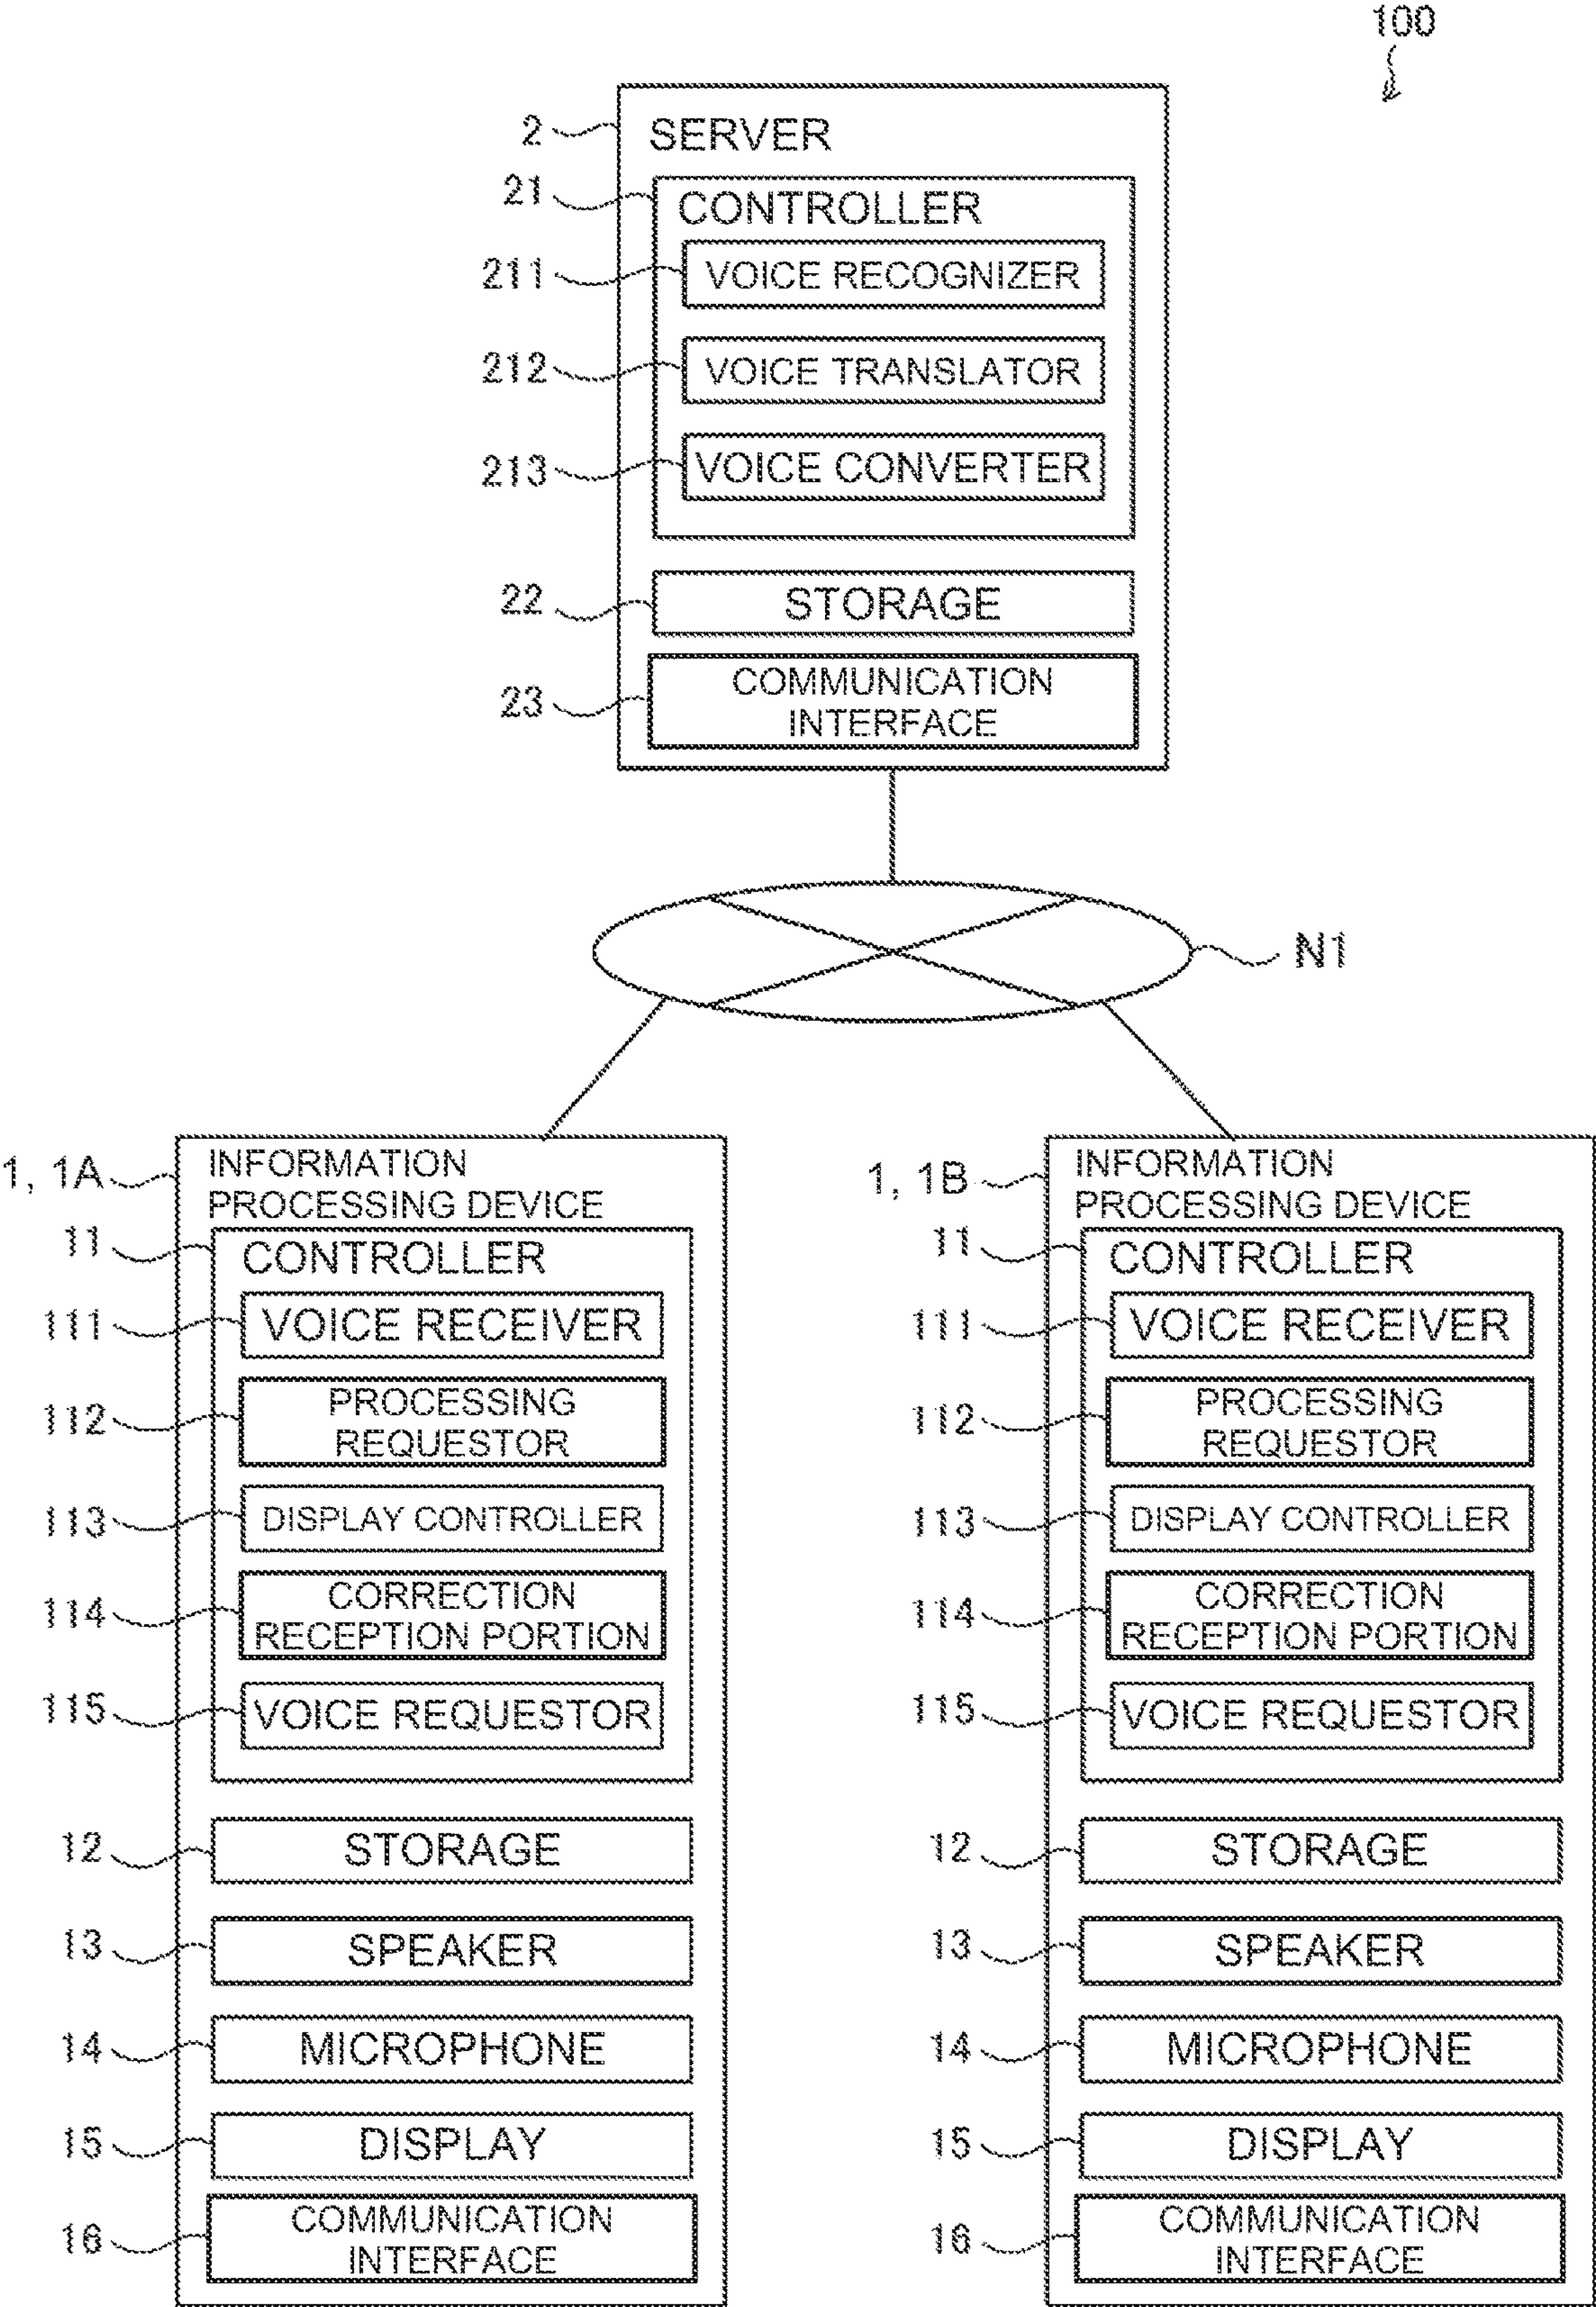 100
2 SERVER
21 CONTROLLER
211 VOICE RECOGNIZER
212 VOICE TRANSLATOR
213 VOICE CONVERTER
22 STORAGE
23 COMMUNICATION
INTERFACE
N1
1, 1A INFORMATION
PROCESSING DEVICE
11 CONTROLLER
111 VOICE RECEIVER
112 PROCESSING
REQUESTOR
113 DISPLAY CONTROLLER
114 CORRECTION
RECEPTION PORTION
115 VOICE REQUESTOR
12 STORAGE
13 SPEAKER
14 MICROPHONE
15 DISPLAY
16 COMMUNICATION
INTERFACE
1, 1B INFORMATION
PROCESSING DEVICE
11 CONTROLLER
111 VOICE RECEIVER
112 PROCESSING
REQUESTOR
113 DISPLAY CONTROLLER
114 CORRECTION
RECEPTION PORTION
115 VOICE REQUESTOR
12 STORAGE
13 SPEAKER
14 MICROPHONE
15 DISPLAY
16 COMMUNICATION
INTERFACE